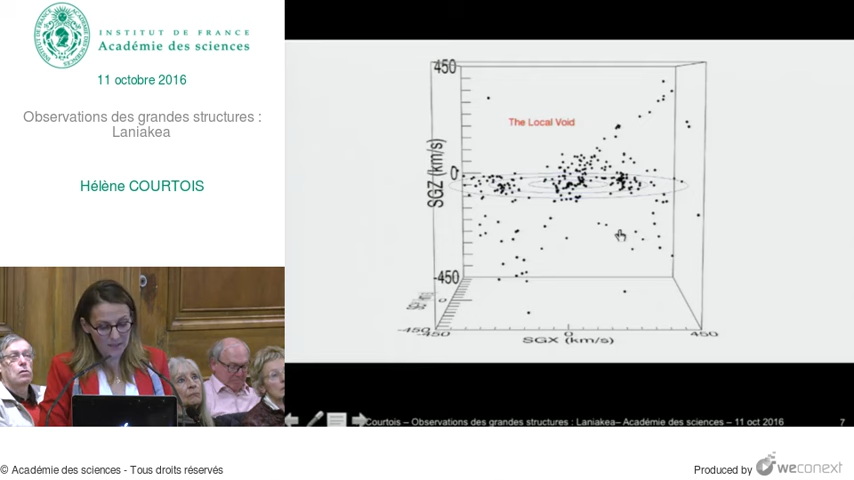 INSTITUT DE FRANCE
Académie des sciences
11 octobre 2016
Observations des grandes structures :
Laniakea
Hélène COURTOIS
450
The Local Void
SGZ (km/s)
0
-450
0
-450
-450
0
450
SGX (km/s)
Courtois – Observations des grandes structures : Laniakea– Académie des sciences – 11 oct 2016
7
© Académie des sciences - Tous droits réservés
Produced by weconext